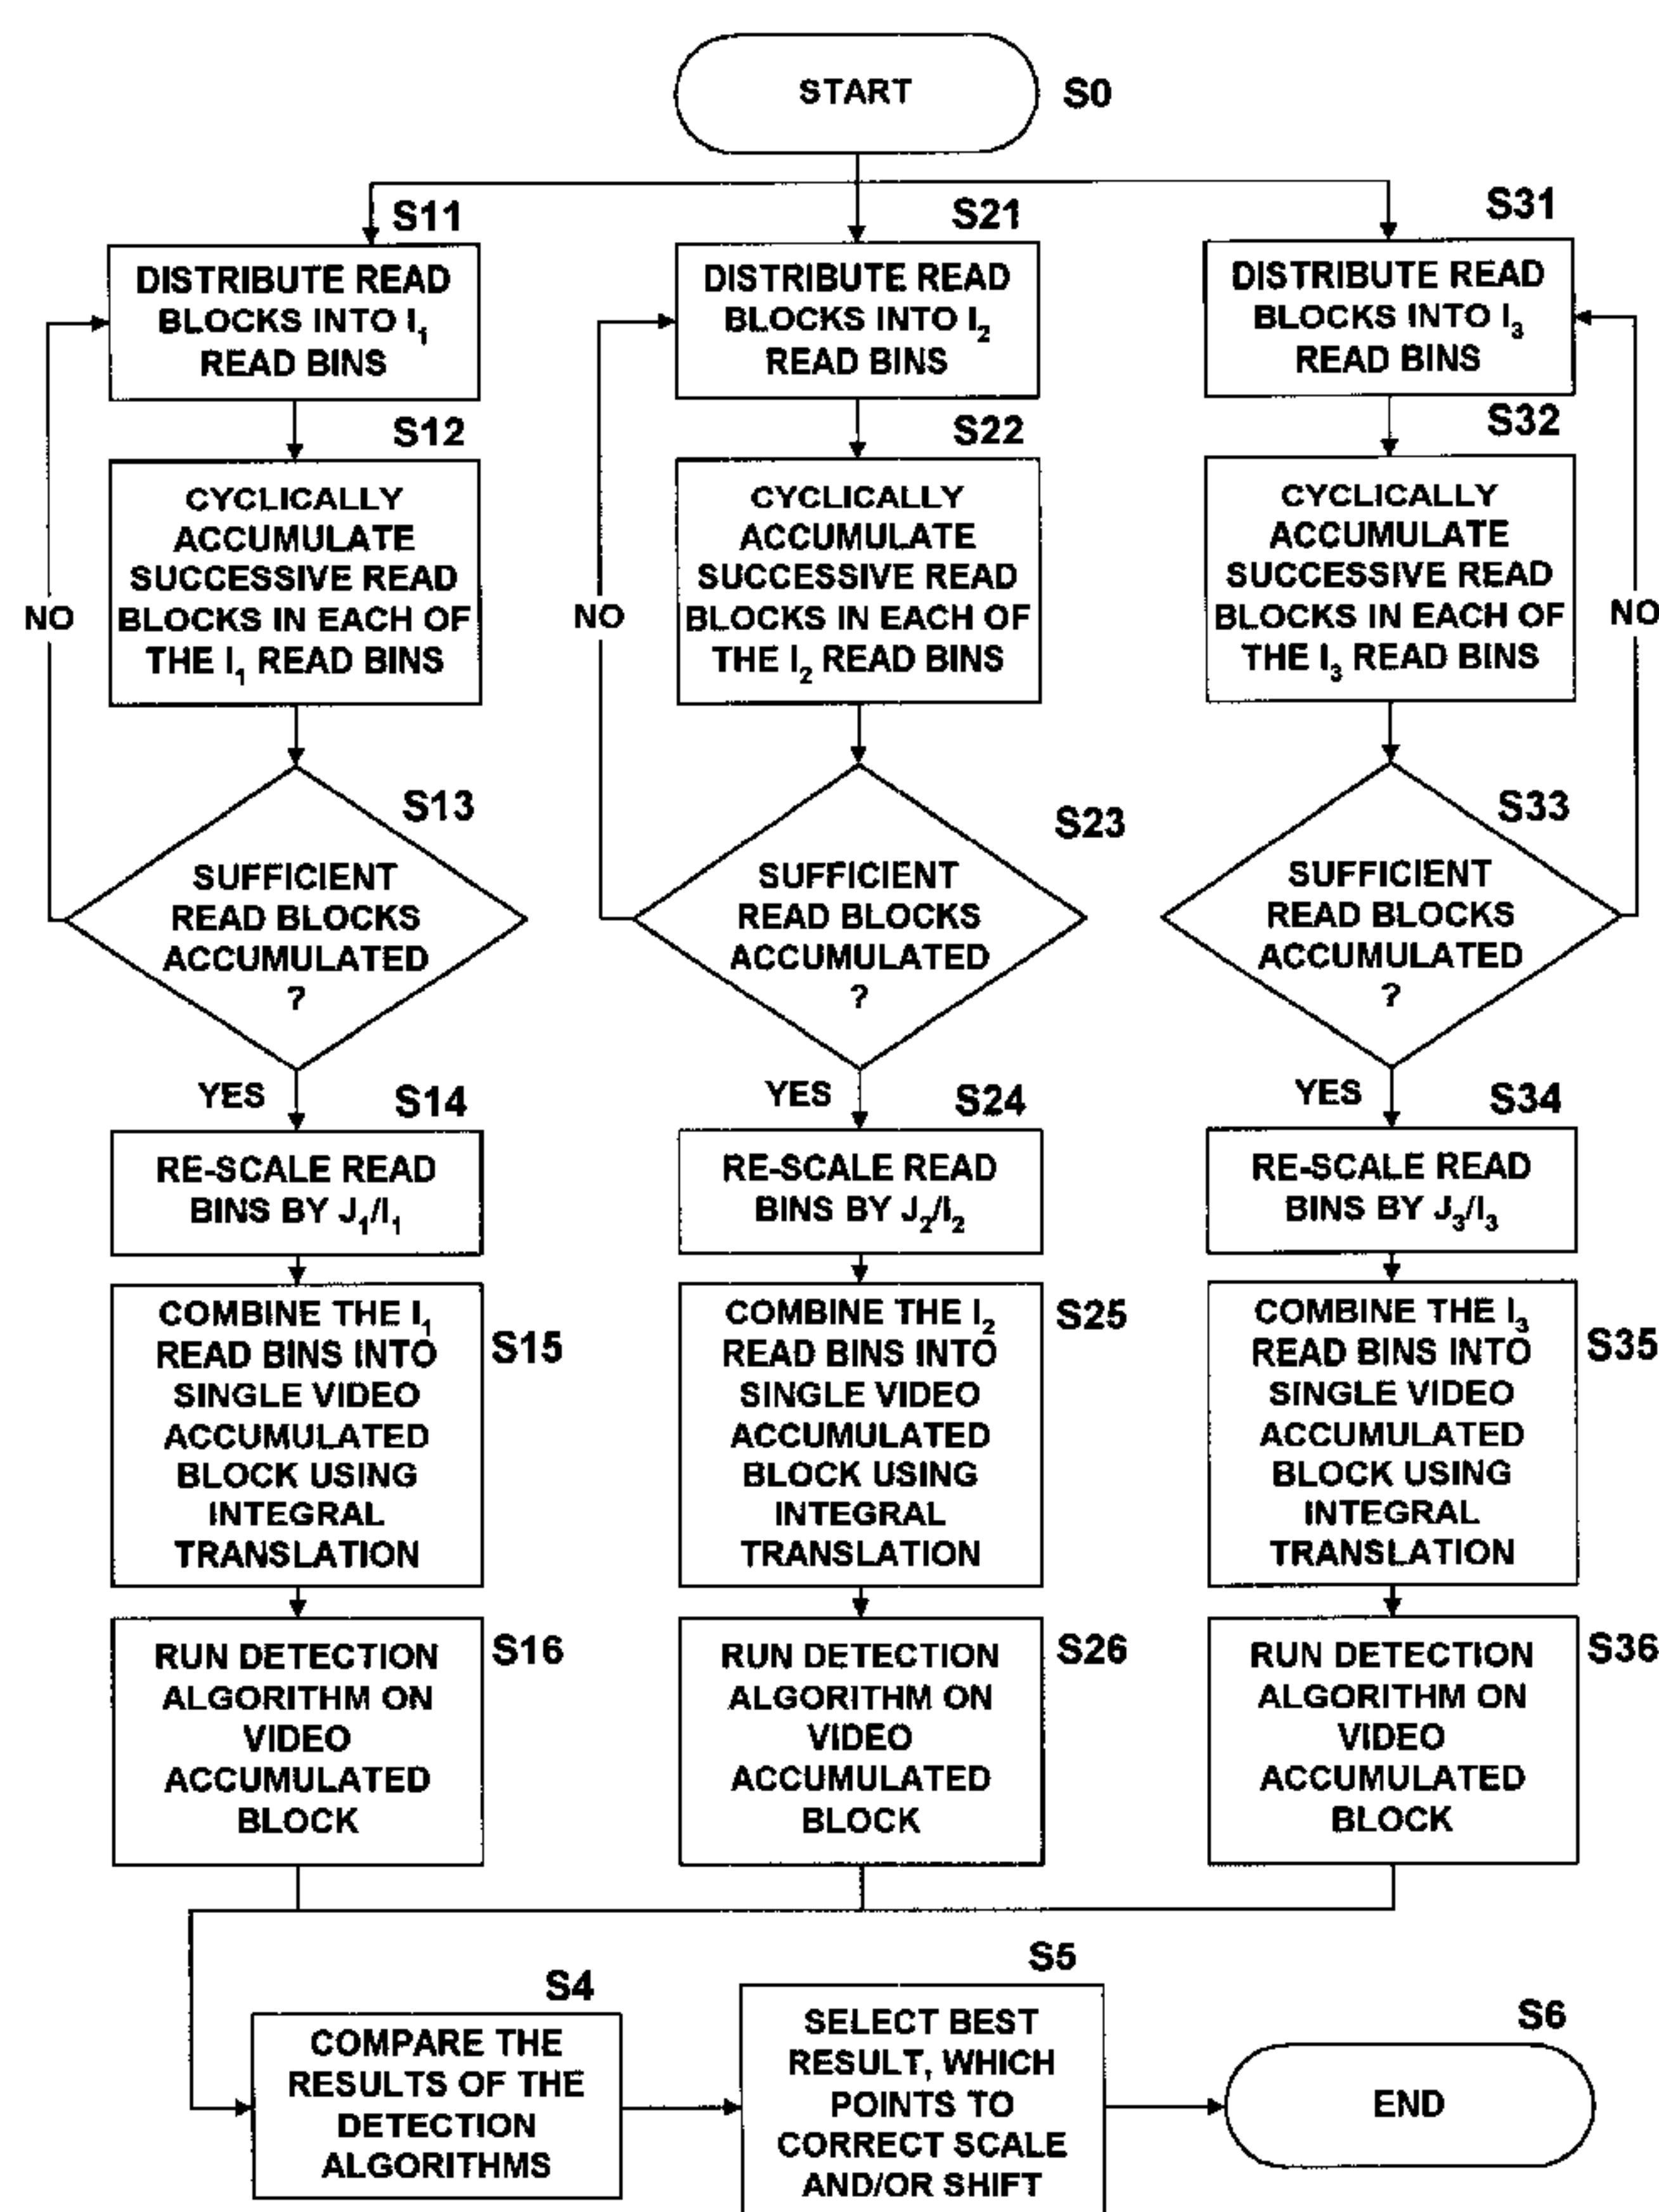 START
S0
S11
DISTRIBUTE READ
BLOCKS INTO I₁
READ BINS
S12
CYCLICALLY
ACCUMULATE
SUCCESSIVE READ
BLOCKS IN EACH OF
THE I₁ READ BINS
NO
S13
SUFFICIENT
READ BLOCKS
ACCUMULATED
?
YES
S14
RE-SCALE READ
BINS BY J₁/I₁
COMBINE THE I₁
READ BINS INTO
SINGLE VIDEO
ACCUMULATED
BLOCK USING
INTEGRAL
TRANSLATION
S15
RUN DETECTION
ALGORITHM ON
VIDEO
ACCUMULATED
BLOCK
S16
S21
DISTRIBUTE READ
BLOCKS INTO I₂
READ BINS
S22
CYCLICALLY
ACCUMULATE
SUCCESSIVE READ
BLOCKS IN EACH OF
THE I₂ READ BINS
NO
S23
SUFFICIENT
READ BLOCKS
ACCUMULATED
?
YES
S24
RE-SCALE READ
BINS BY J₂/I₂
COMBINE THE I₂
READ BINS INTO
SINGLE VIDEO
ACCUMULATED
BLOCK USING
INTEGRAL
TRANSLATION
S25
RUN DETECTION
ALGORITHM ON
VIDEO
ACCUMULATED
BLOCK
S26
S31
DISTRIBUTE READ
BLOCKS INTO I₃
READ BINS
S32
CYCLICALLY
ACCUMULATE
SUCCESSIVE READ
BLOCKS IN EACH OF
THE I₃ READ BINS
NO
S33
SUFFICIENT
READ BLOCKS
ACCUMULATED
?
YES
S34
RE-SCALE READ
BINS BY J₃/I₃
COMBINE THE I₃
READ BINS INTO
SINGLE VIDEO
ACCUMULATED
BLOCK USING
INTEGRAL
TRANSLATION
S35
RUN DETECTION
ALGORITHM ON
VIDEO
ACCUMULATED
BLOCK
S36
S4
COMPARE THE
RESULTS OF THE
DETECTION
ALGORITHMS
S5
SELECT BEST
RESULT, WHICH
POINTS TO
CORRECT SCALE
AND/OR SHIFT
S6
END